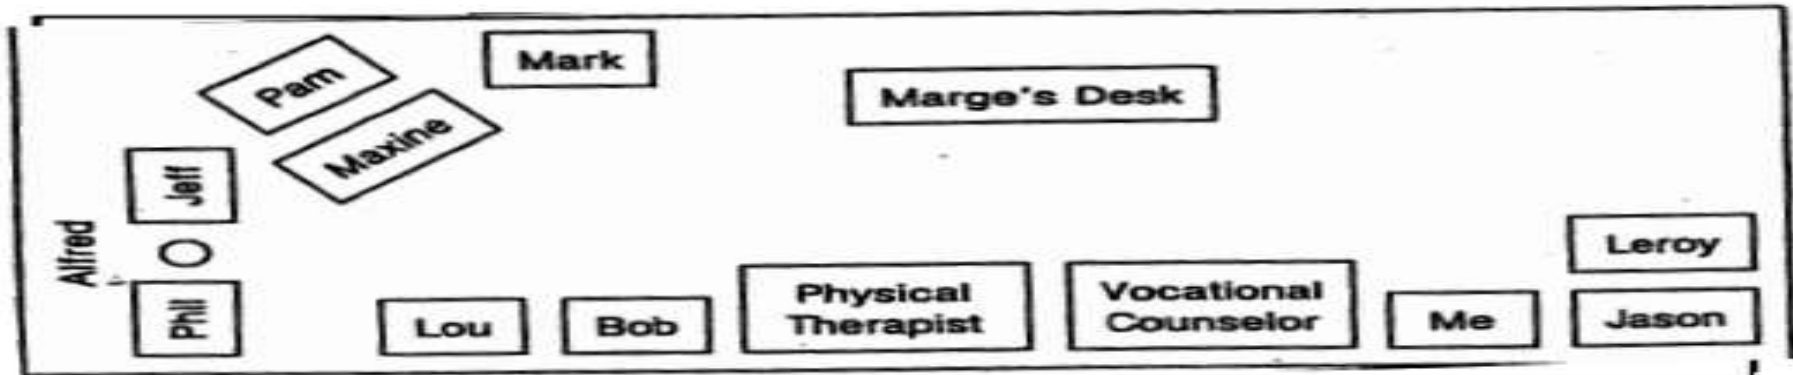 Pam
Mark
Marge's Desk
Maxine
Jeff
Alfred
Phil
Lou
Bob
Physical
Therapist
Vocational
Counselor
Me
Leroy
Jason